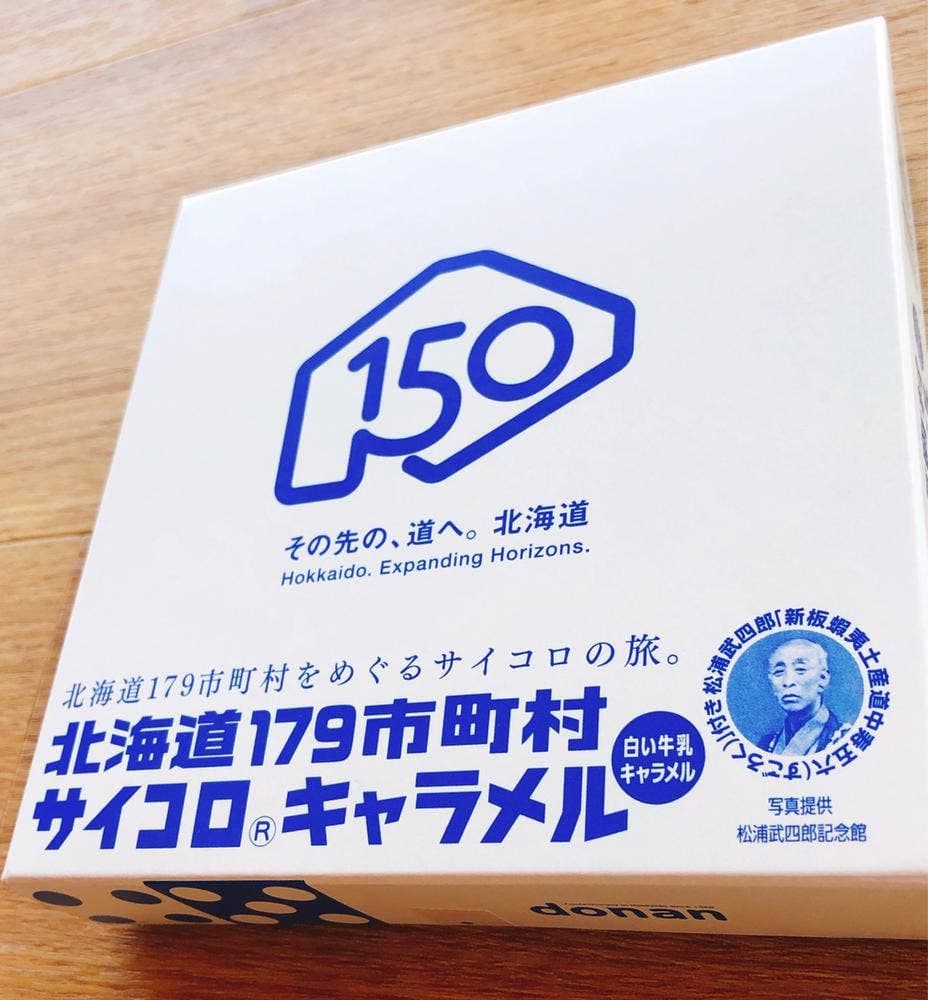 150
その先の、道へ。北海道
Hokkaido. Expanding Horizons.
北海道179市町村をめぐるサイコロの旅。
北海道179市町村
サイコロ®キャラメル
白い牛乳
キャラメル
松浦武四郎「新板蝦夷土産道中寿五六(すごろく)」付き
写真提供
松浦武四郎記念館
donan